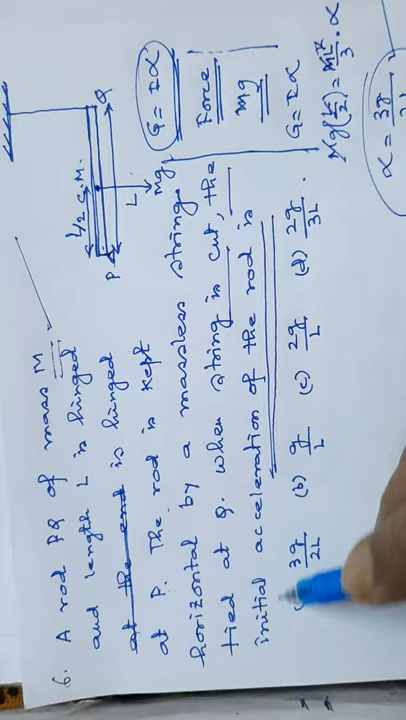 6. A rod PQ of mass M
and length L is hinged
at the end is hinged
at P. The rod is kept
horizontal by a massless string
tied at Q. when string is cut, the
initial acceleration of the rod is
3g/2L (b) g/L (c) 2g/L (d) 2g/3L.
L/2 C.M.
P
Q
L
Mg
G = Iα
Force
mg
G = Iα
Mg(L/2) = ML²/3 . α
α = 3g/2L